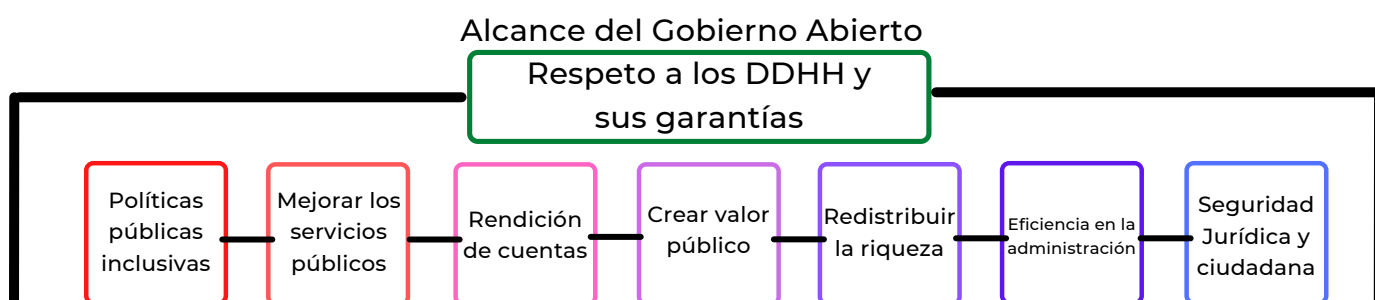 Alcance del Gobierno Abierto
Respeto a los DDHH y
sus garantías
Políticas
públicas
inclusivas
Mejorar los
servicios
públicos
Rendición
de cuentas
Crear valor
público
Redistribuir
la riqueza
Eficiencia en la
administración
Seguridad
Jurídica y
ciudadana